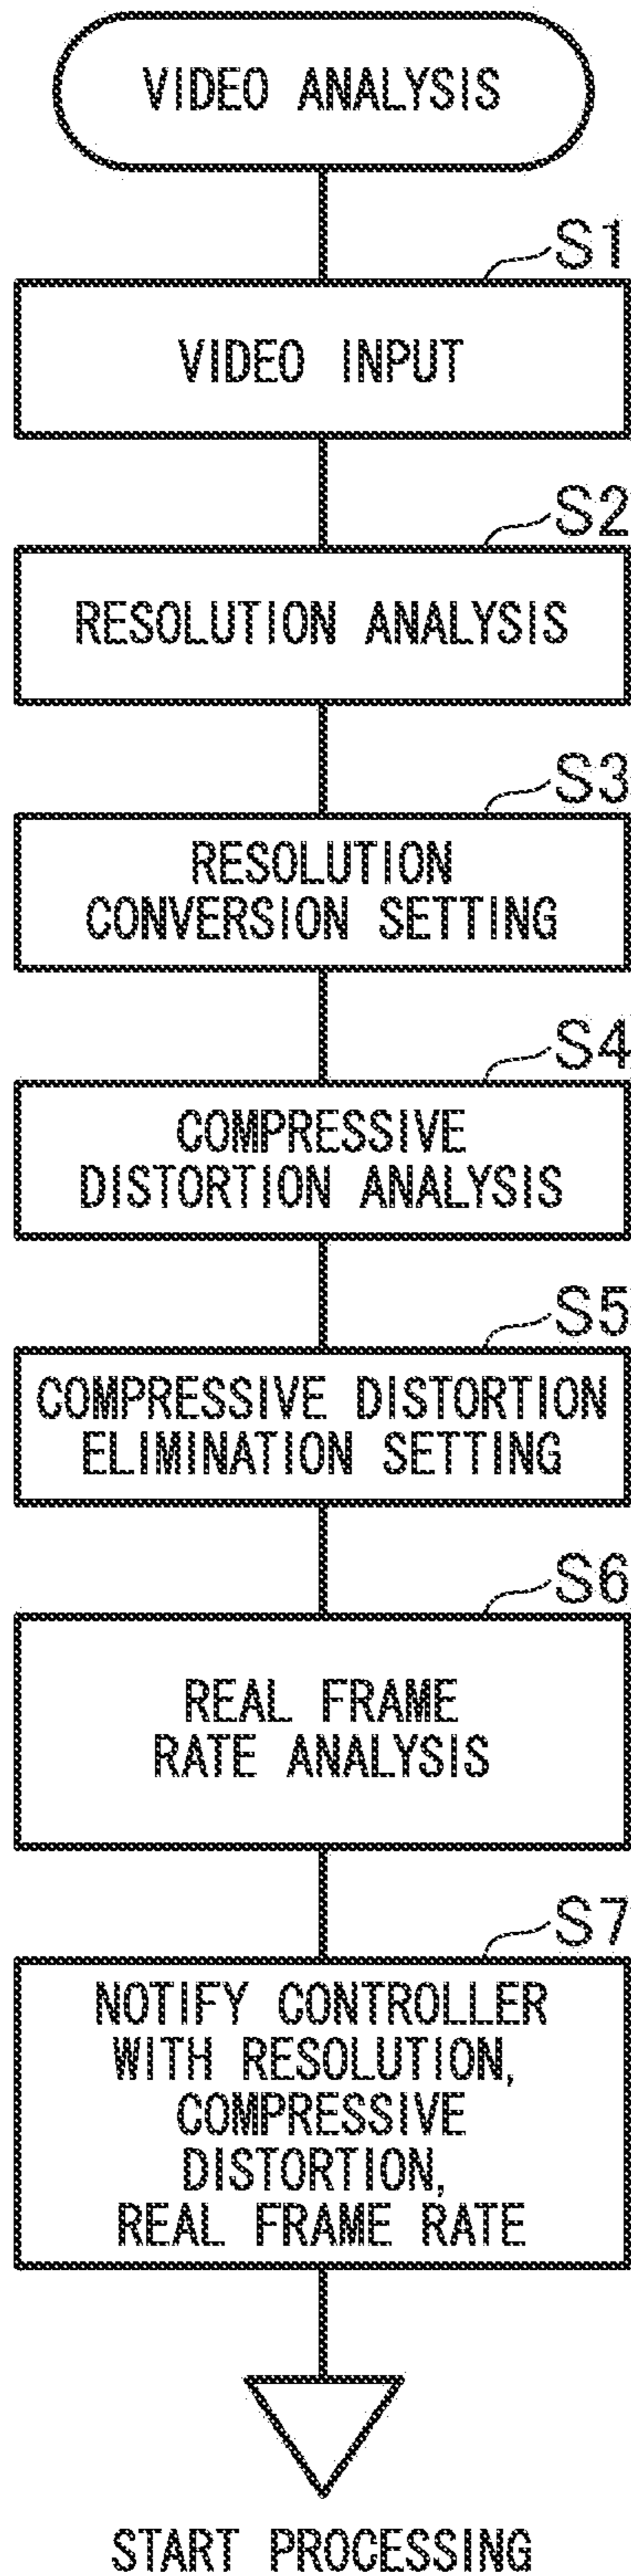 VIDEO ANALYSIS
S1
VIDEO INPUT
S2
RESOLUTION ANALYSIS
S3
RESOLUTION
CONVERSION SETTING
S4
COMPRESSIVE
DISTORTION ANALYSIS
S5
COMPRESSIVE DISTORTION
ELIMINATION SETTING
S6
REAL FRAME
RATE ANALYSIS
S7
NOTIFY CONTROLLER
WITH RESOLUTION,
COMPRESSIVE
DISTORTION,
REAL FRAME RATE
START PROCESSING